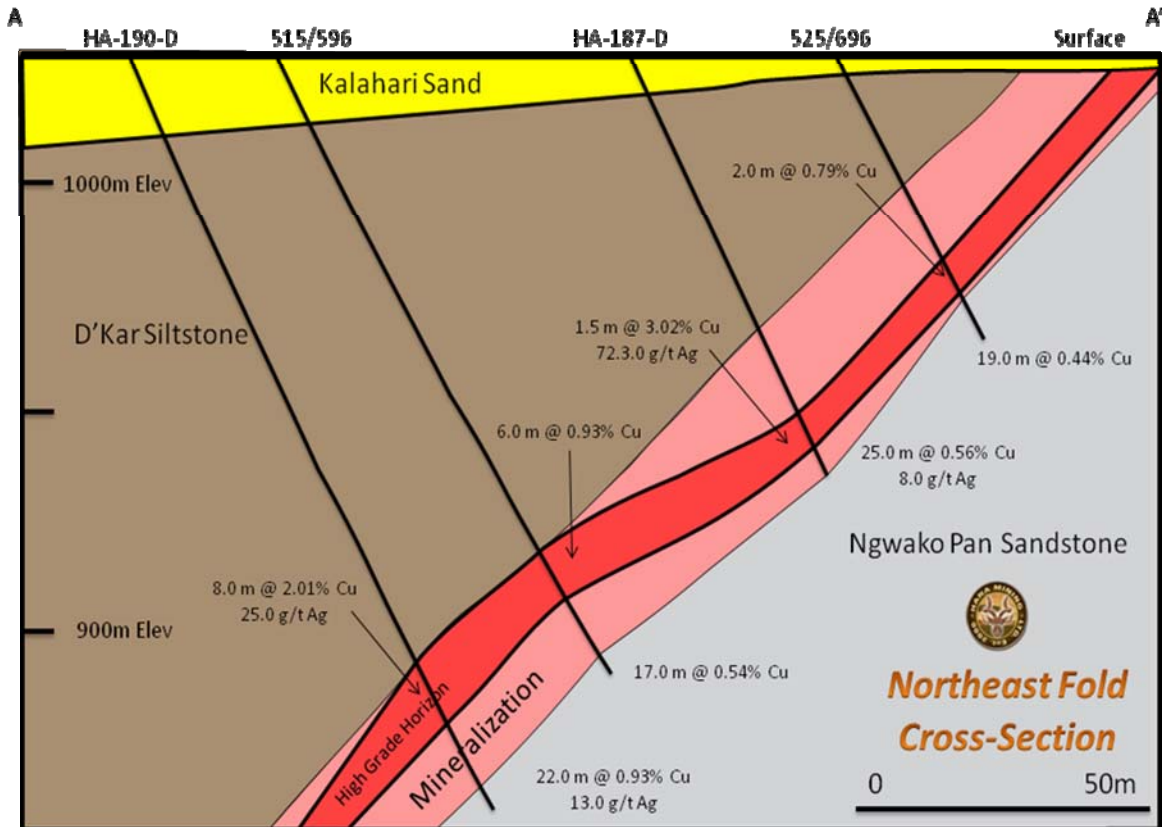 A
A'
HA-190-D
515/596
HA-187-D
525/696
Surface
Kalahari Sand
1000m Elev
2.0 m @ 0.79% Cu
D'Kar Siltstone
1.5 m @ 3.02% Cu
72.3.0 g/t Ag
19.0 m @ 0.44% Cu
6.0 m @ 0.93% Cu
25.0 m @ 0.56% Cu
8.0 g/t Ag
Ngwako Pan Sandstone
8.0 m @ 2.01% Cu
25.0 g/t Ag
900m Elev
17.0 m @ 0.54% Cu
High Grade Horizon
Mineralization
Northeast Fold
Cross-Section
22.0 m @ 0.93% Cu
13.0 g/t Ag
0
50m